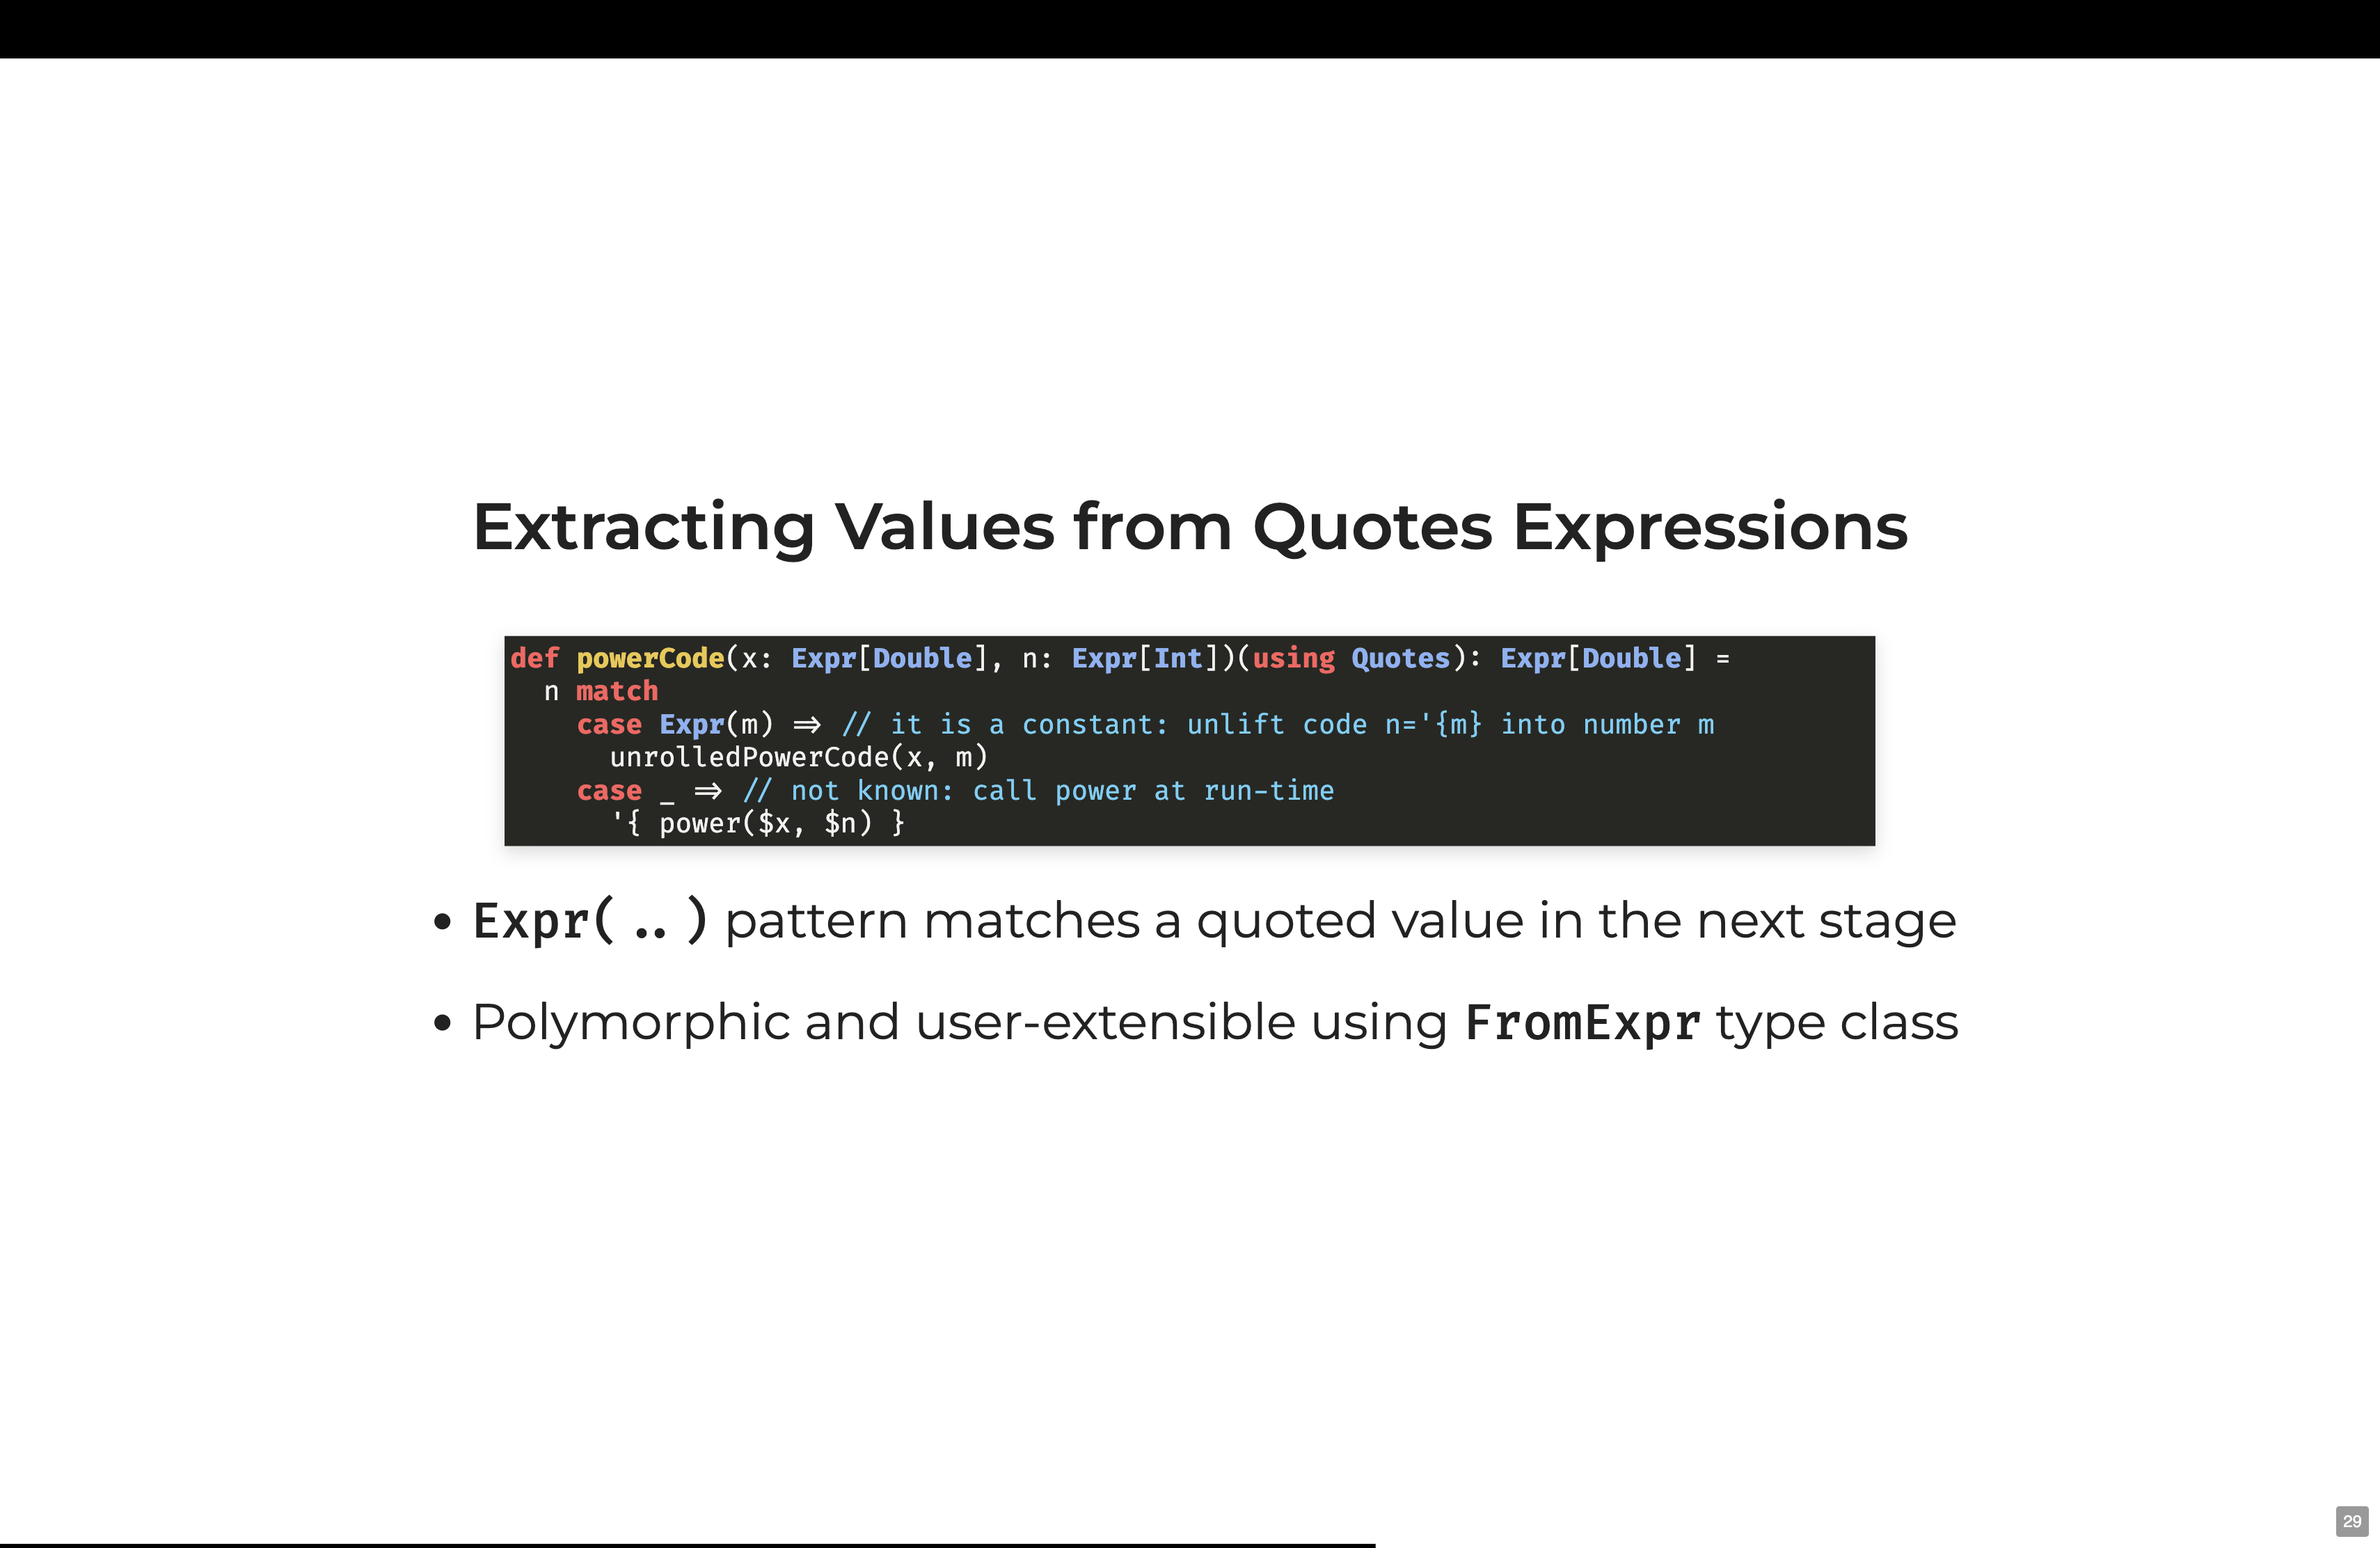 Extracting Values from Quotes Expressions
def powerCode(x: Expr[Double], n: Expr[Int])(using Quotes): Expr[Double] =
  n match
    case Expr(m) => // it is a constant: unlift code n='{m} into number m
      unrolledPowerCode(x, m)
    case _ => // not known: call power at run-time
      '{ power($x, $n) }
• Expr(..) pattern matches a quoted value in the next stage
• Polymorphic and user-extensible using FromExpr type class
29